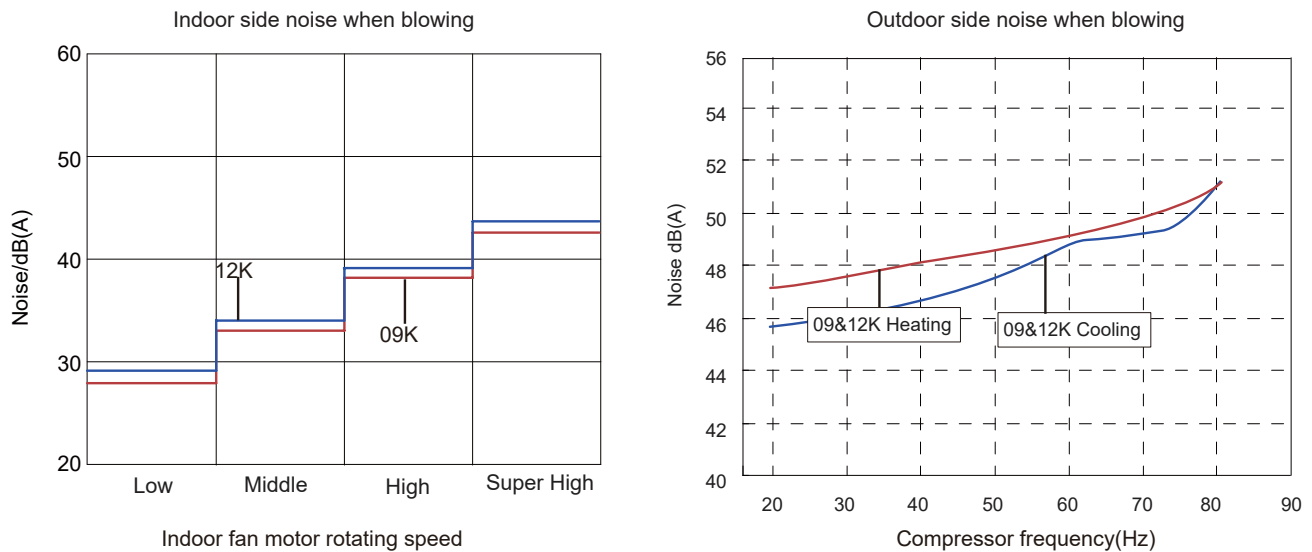 Indoor side noise when blowing
Noise/dB(A)
60
50
40
30
20
12K
09K
Low Middle High Super High
Indoor fan motor rotating speed
Outdoor side noise when blowing
Noise dB(A)
56
54
52
50
48
46
44
42
40
09&12K Heating
09&12K Cooling
20 30 40 50 60 70 80 90
Compressor frequency(Hz)